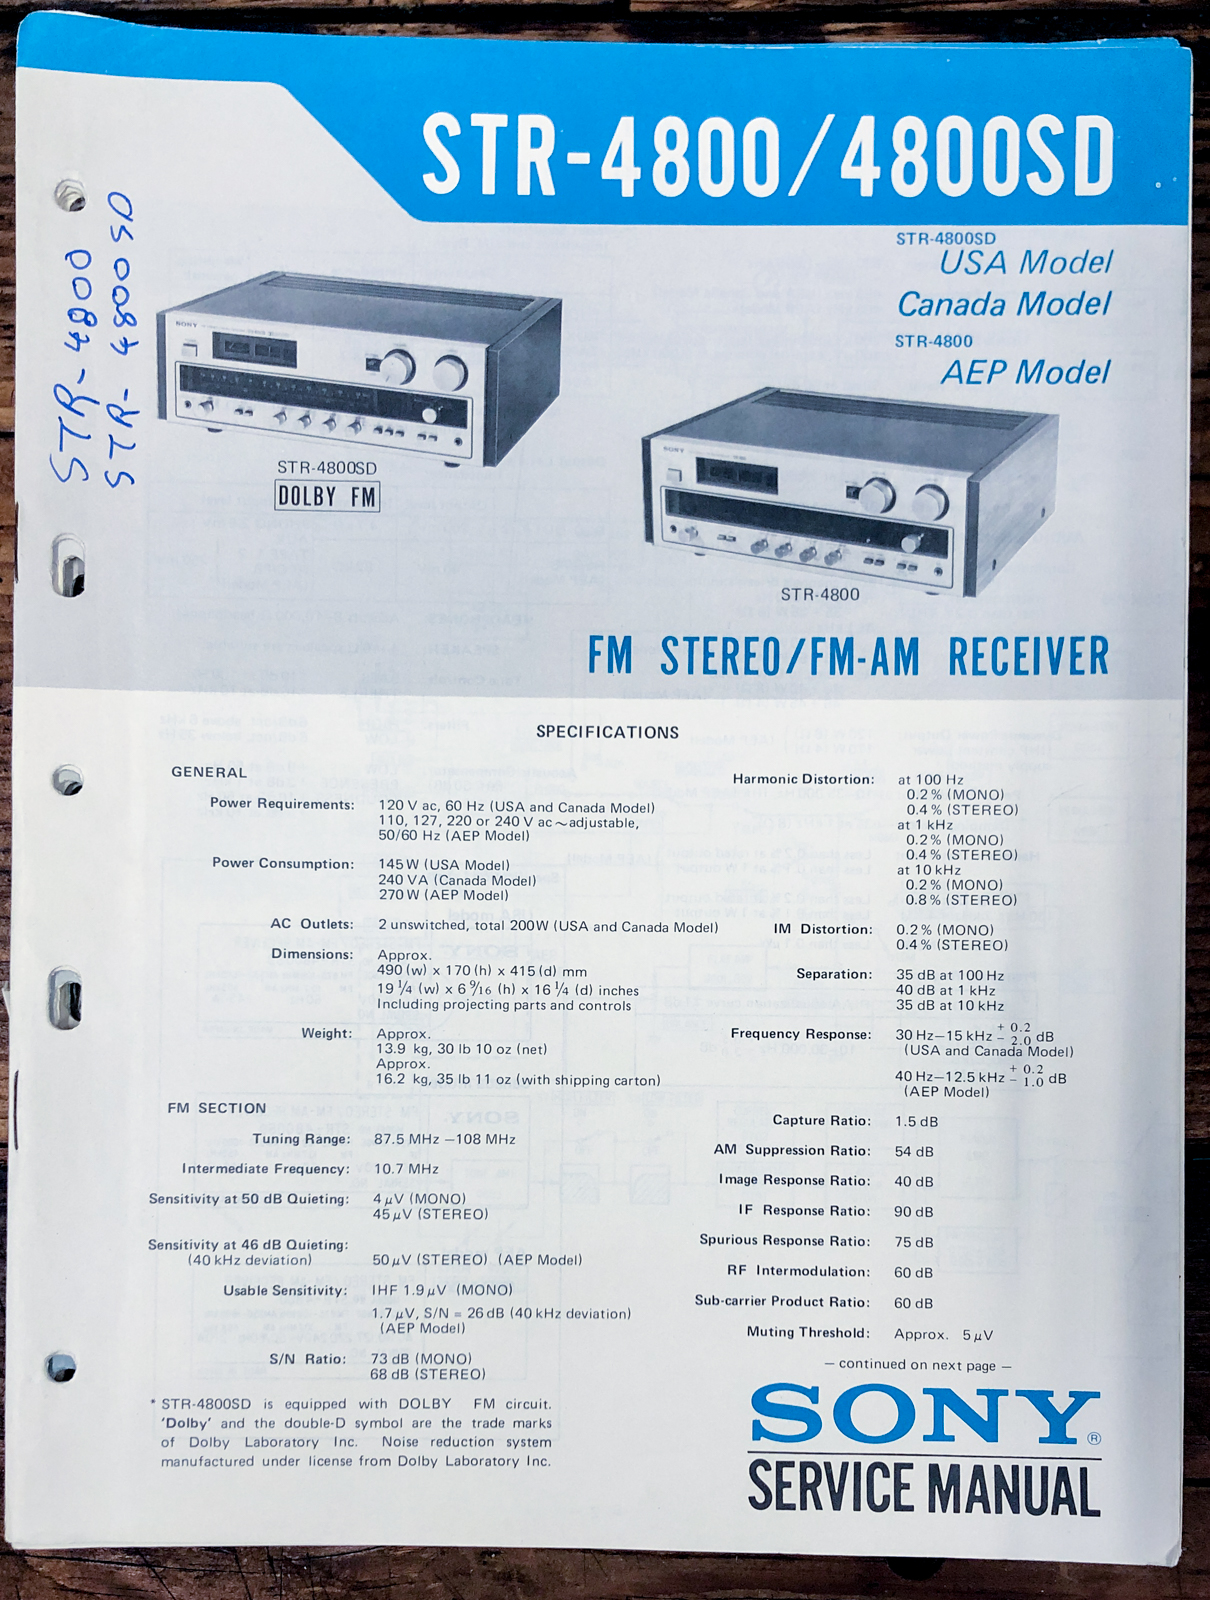 STR-4800/4800SD
STR-4800SD
USA Model
Canada Model
STR-4800
AEP Model
STR-4800
STR-4800SD
SONY
STR-4800SD
DOLBY FM
SONY
STR-4800
FM STEREO/FM-AM RECEIVER
SPECIFICATIONS
GENERAL
Power Requirements: 120 V ac, 60 Hz (USA and Canada Model)
110, 127, 220 or 240 V ac ~ adjustable,
50/60 Hz (AEP Model)
Power Consumption: 145 W (USA Model)
240 VA (Canada Model)
270 W (AEP Model)
AC Outlets: 2 unswitched, total 200W (USA and Canada Model)
Dimensions: Approx.
490 (w) x 170 (h) x 415 (d) mm
19 1/4 (w) x 6 9/16 (h) x 16 1/4 (d) inches
Including projecting parts and controls
Weight: Approx.
13.9 kg, 30 lb 10 oz (net)
Approx.
16.2 kg, 35 lb 11 oz (with shipping carton)
FM SECTION
Tuning Range: 87.5 MHz –108 MHz
Intermediate Frequency: 10.7 MHz
Sensitivity at 50 dB Quieting: 4 μV (MONO)
45 μV (STEREO)
Sensitivity at 46 dB Quieting:
(40 kHz deviation) 50 μV (STEREO) (AEP Model)
Usable Sensitivity: IHF 1.9 μV (MONO)
1.7 μV, S/N = 26 dB (40 kHz deviation)
(AEP Model)
S/N Ratio: 73 dB (MONO)
68 dB (STEREO)
* STR-4800SD is equipped with DOLBY FM circuit.
'Dolby' and the double-D symbol are the trade marks
of Dolby Laboratory Inc. Noise reduction system
manufactured under license from Dolby Laboratory Inc.
Harmonic Distortion: at 100 Hz
0.2 % (MONO)
0.4 % (STEREO)
at 1 kHz
0.2 % (MONO)
0.4 % (STEREO)
at 10 kHz
0.2 % (MONO)
0.8 % (STEREO)
IM Distortion: 0.2 % (MONO)
0.4 % (STEREO)
Separation: 35 dB at 100 Hz
40 dB at 1 kHz
35 dB at 10 kHz
Frequency Response: 30 Hz–15 kHz + 0.2 – 2.0 dB
(USA and Canada Model)
40 Hz–12.5 kHz + 0.2 – 1.0 dB
(AEP Model)
Capture Ratio: 1.5 dB
AM Suppression Ratio: 54 dB
Image Response Ratio: 40 dB
IF Response Ratio: 90 dB
Spurious Response Ratio: 75 dB
RF Intermodulation: 60 dB
Sub-carrier Product Ratio: 60 dB
Muting Threshold: Approx. 5 μV
– continued on next page –
SONY®
SERVICE MANUAL